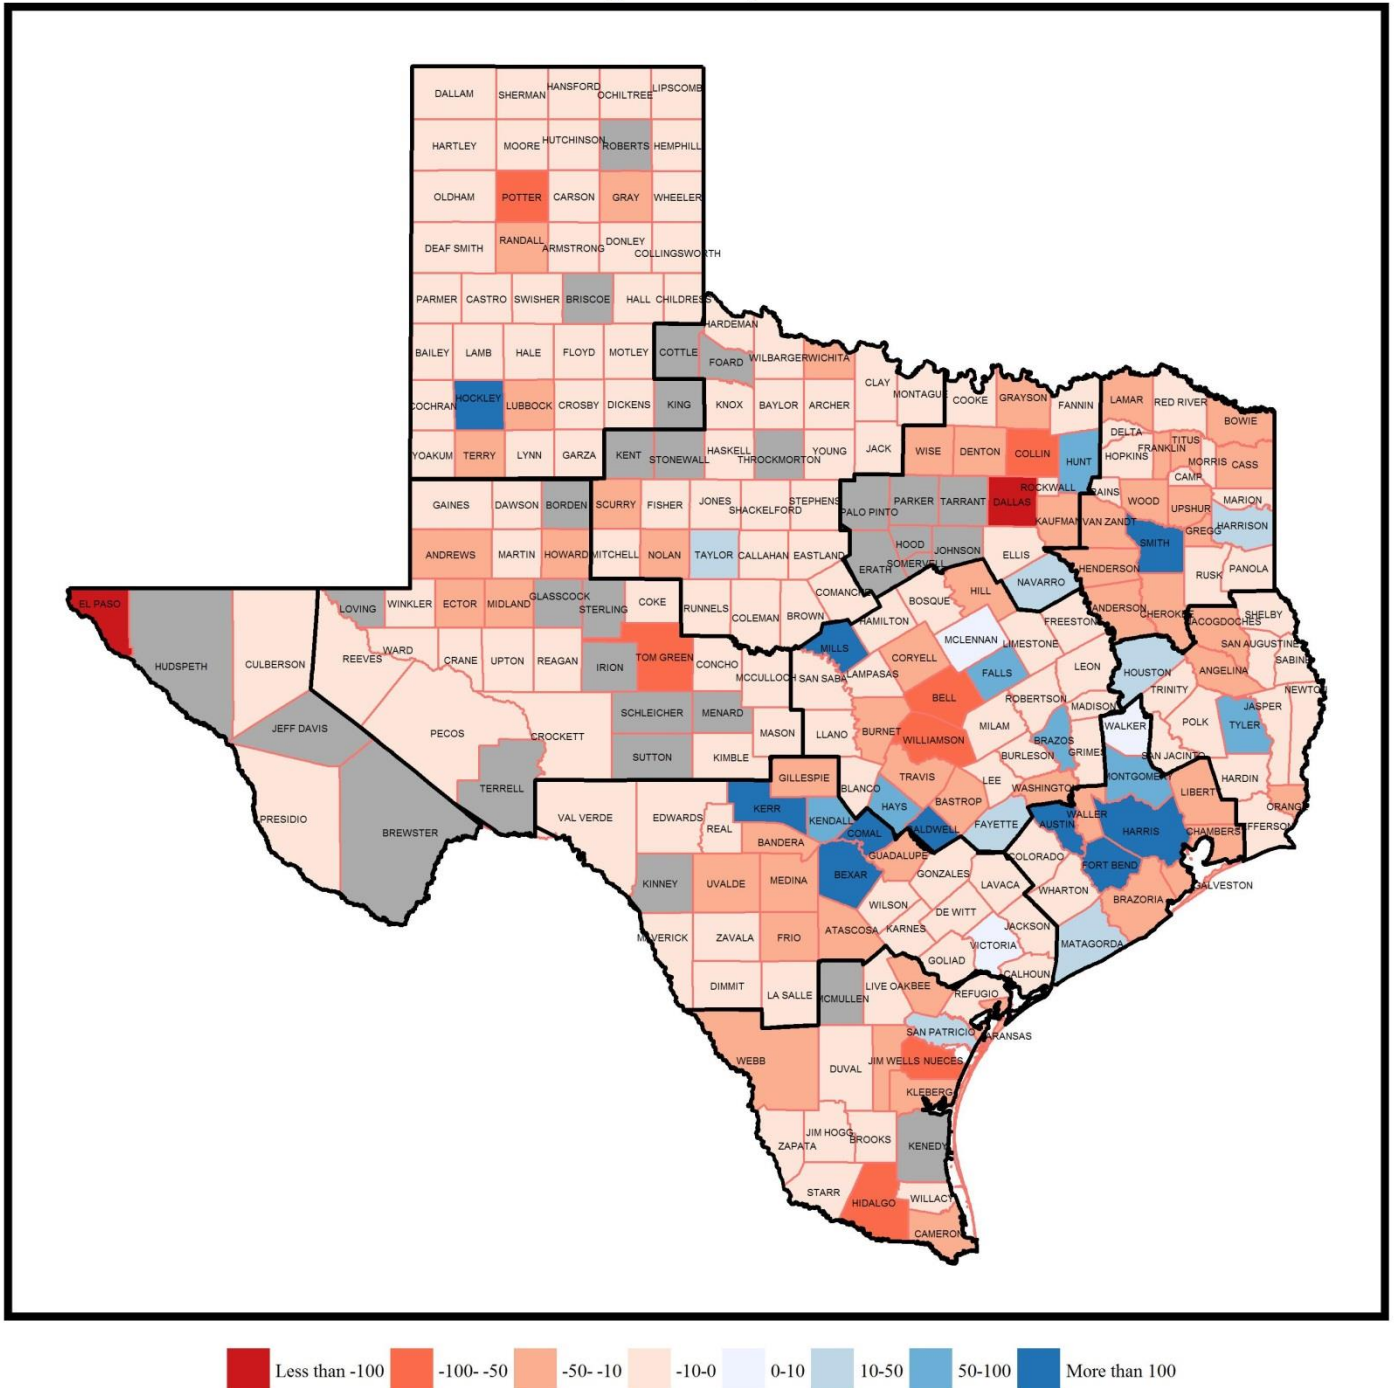 DALLAM SHERMAN HANSFORD OCHILTREE LIPSCOMB
HARTLEY MOORE HUTCHINSON ROBERTS HEMPHILL
OLDHAM POTTER CARSON GRAY WHEELER
DEAF SMITH RANDALL ARMSTRONG DONLEY COLLINGSWORTH
PARMER CASTRO SWISHER BRISCOE HALL CHILDRESS
HARDEMAN
BAILEY LAMB HALE FLOYD MOTLEY COTTLE FOARD WILBARGER WICHITA
CLAY MONTAGUE COOKE GRAYSON FANNIN LAMAR RED RIVER BOWIE
COCHRAN HOCKLEY LUBBOCK CROSBY DICKENS KING KNOX BAYLOR ARCHER
DELTA TITUS
YOAKUM TERRY LYNN GARZA KENT STONEWALL HASKELL THROCKMORTON YOUNG JACK WISE DENTON COLLIN HUNT HOPKINS FRANKLIN MORRIS CASS
CAMP
ROCKWALL RAINS WOOD UPSHUR MARION
GAINES DAWSON BORDEN SCURRY FISHER JONES SHACKELFORD STEPHENS PALO PINTO PARKER TARRANT DALLAS KAUFMAN VAN ZANDT GREGG HARRISON
SMITH
ANDREWS MARTIN HOWARD MITCHELL NOLAN TAYLOR CALLAHAN EASTLAND ERATH HOOD JOHNSON SOMERVELL ELLIS HENDERSON RUSK PANOLA
EL PASO LOVING WINKLER ECTOR MIDLAND GLASSCOCK STERLING COKE RUNNELS COLEMAN BROWN COMANCHE BOSQUE HILL NAVARRO ANDERSON CHEROKEE NACOGDOCHES SHELBY
HAMILTON FREESTONE
HUDSPETH CULBERSON REEVES WARD CRANE UPTON REAGAN IRION TOM GREEN CONCHO MCCULLOCH MILLS SAN SABA LAMPASAS CORYELL MCLENNAN LIMESTONE FALLS LEON HOUSTON ANGELINA SAN AUGUSTINE SABINE
TRINITY NEWTON
JEFF DAVIS PECOS CROCKETT SCHLEICHER MENARD MASON LLANO BURNET BELL ROBERTSON MADISON WALKER POLK TYLER JASPER
MILAM BRAZOS GRIMES SAN JACINTO
SUTTON KIMBLE WILLIAMSON BURLESON
TERRELL GILLESPIE BLANCO TRAVIS LEE WASHINGTON MONTGOMERY LIBERT HARDIN
PRESIDIO BREWSTER VAL VERDE EDWARDS REAL KERR KENDALL HAYS BASTROP FAYETTE AUSTIN WALLER HARRIS CHAMBERS ORANGE JEFFERSON
COMAL CALDWELL
BANDERA GUADALUPE COLORADO FORT BEND
KINNEY UVALDE MEDINA BEXAR GONZALES LAVACA WHARTON BRAZORIA GALVESTON
WILSON DE WITT
MAVERICK ZAVALA FRIO ATASCOSA KARNES JACKSON VICTORIA MATAGORDA
GOLIAD CALHOUN
DIMMIT LA SALLE MCMULLEN LIVE OAK BEE REFUGIO
SAN PATRICIO ARANSAS
WEBB DUVAL JIM WELLS NUECES
KLEBERG
ZAPATA JIM HOGG BROOKS KENEDY
STARR HIDALGO WILLACY
CAMERON
Less than -100 -100- -50 -50- -10 -10-0 0-10 10-50 50-100 More than 100